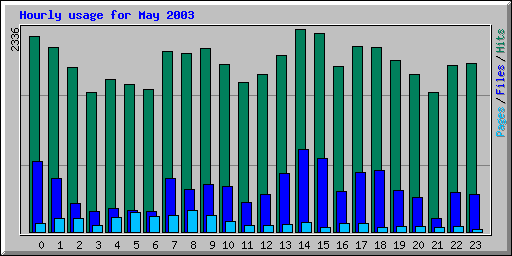 Hourly usage for May 2003
2336
Pages/Files/Hits
0 1 2 3 4 5 6 7 8 9 10 11 12 13 14 15 16 17 18 19 20 21 22 23